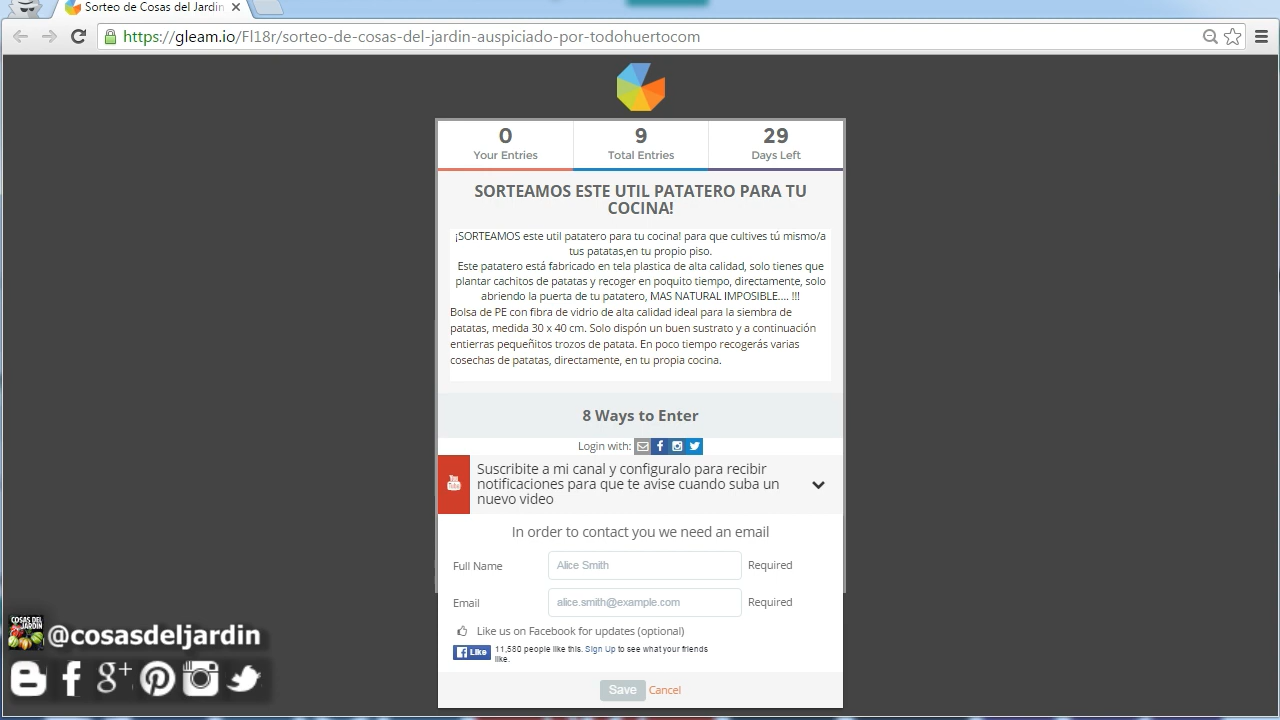 Sorteo de Cosas del Jardin
https://gleam.io/Fl18r/sorteo-de-cosas-del-jardin-auspiciado-por-todohuertocom
0
Your Entries
9
Total Entries
29
Days Left
SORTEAMOS ESTE UTIL PATATERO PARA TU
COCINA!
¡SORTEAMOS este util patatero para tu cocina! para que cultives tú mismo/a
tus patatas,en tu propio piso.
Este patatero está fabricado en tela plastica de alta calidad, solo tienes que
plantar cachitos de patatas y recoger en poquito tiempo, directamente, solo
abriendo la puerta de tu patatero, MAS NATURAL IMPOSIBLE.... !!!
Bolsa de PE con fibra de vidrio de alta calidad ideal para la siembra de
patatas, medida 30 x 40 cm. Solo dispón un buen sustrato y a continuación
entierras pequeñitos trozos de patata. En poco tiempo recogerás varias
cosechas de patatas, directamente, en tu propia cocina.
8 Ways to Enter
Login with:
Suscribite a mi canal y configuralo para recibir
notificaciones para que te avise cuando suba un
nuevo video
In order to contact you we need an email
Full Name
Alice Smith
Required
Email
alice.smith@example.com
Required
Like us on Facebook for updates (optional)
Like
11,580 people like this. Sign Up to see what your friends
like.
Save
Cancel
COSAS DEL
JARDIN
@cosasdeljardin